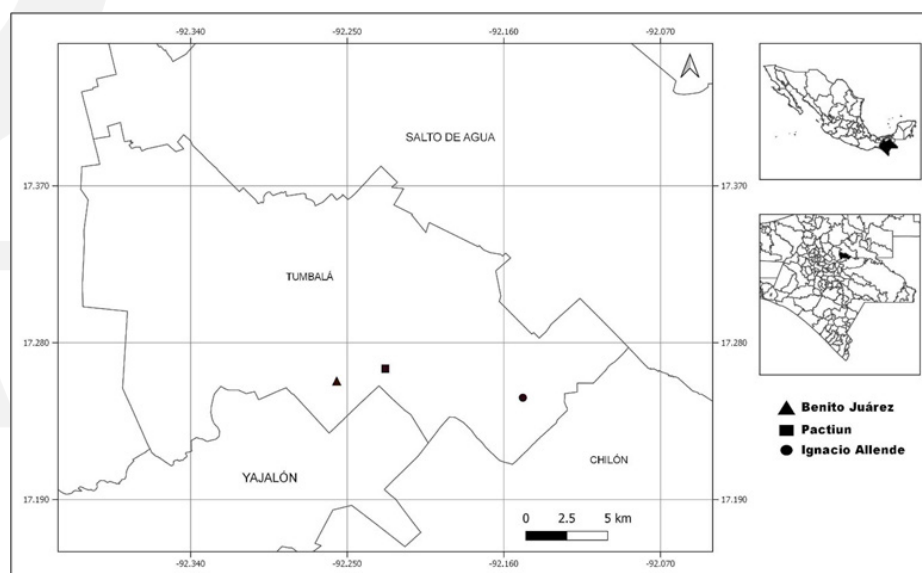 -92.340 -92.250 -92.160 -92.070
SALTO DE AGUA
17.370 17.370
TUMBALÁ
17.280 17.280
CHILÓN
YAJALÓN
17.190 17.190
0 2.5 5 km
-92.340 -92.250 -92.160 -92.070
Benito Juárez
Pactiun
Ignacio Allende